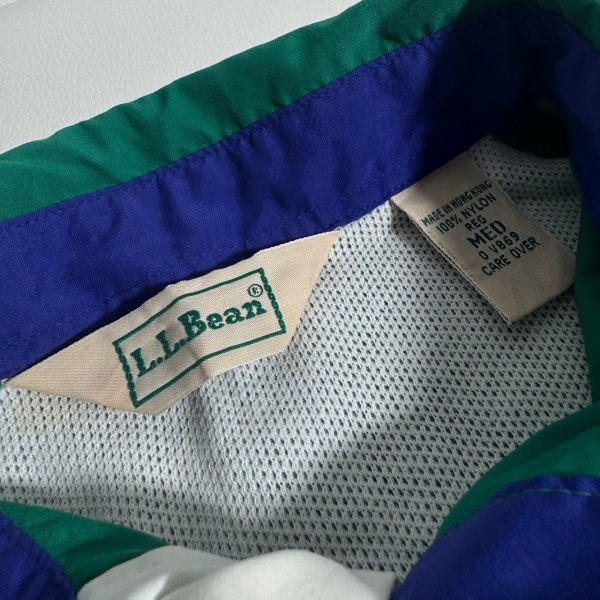 L.L.Bean®
MADE IN HONG KONG
100% NYLON
REG
MED
0 V869
CARE OVER